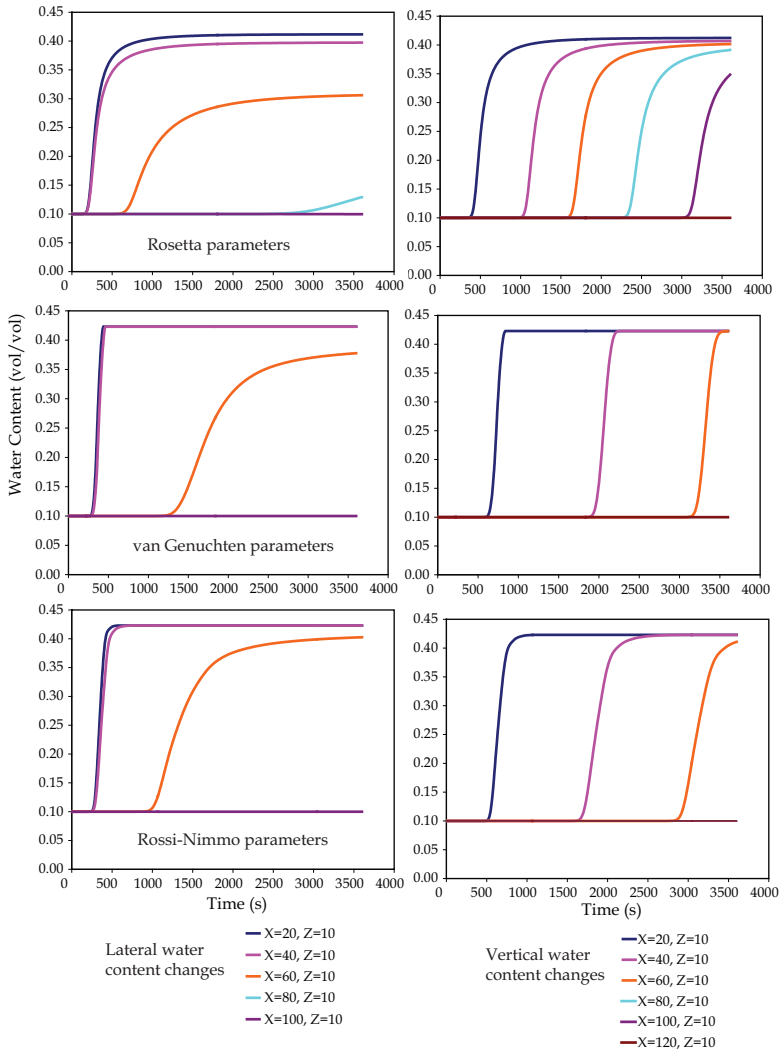 0.45
0.40
0.35
0.30
0.25
0.20
0.15
0.10
0.05
0.00
Rosetta parameters
0 500 1000 1500 2000 2500 3000 3500 4000
0.45
0.40
0.35
0.30
0.25
0.20
0.15
0.10
0.05
0.00
0 500 1000 1500 2000 2500 3000 3500 4000
Water Content (vol/vol)
0.45
0.40
0.35
0.30
0.25
0.20
0.15
0.10
0.05
0.00
van Genuchten parameters
0 500 1000 1500 2000 2500 3000 3500 4000
0.45
0.40
0.35
0.30
0.25
0.20
0.15
0.10
0.05
0.00
0 500 1000 1500 2000 2500 3000 3500 4000
0.45
0.40
0.35
0.30
0.25
0.20
0.15
0.10
0.05
0.00
Rossi-Nimmo parameters
0 500 1000 1500 2000 2500 3000 3500 4000
Time (s)
0.40
0.35
0.30
0.25
0.20
0.15
0.10
0.05
0.00
0 500 1000 1500 2000 2500 3000 3500 4000
Time (s)
Lateral water
content changes
X=20, Z=10
X=40, Z=10
X=60, Z=10
X=80, Z=10
X=100, Z=10
Vertical water
content changes
X=20, Z=10
X=40, Z=10
X=60, Z=10
X=80, Z=10
X=100, Z=10
X=120, Z=10